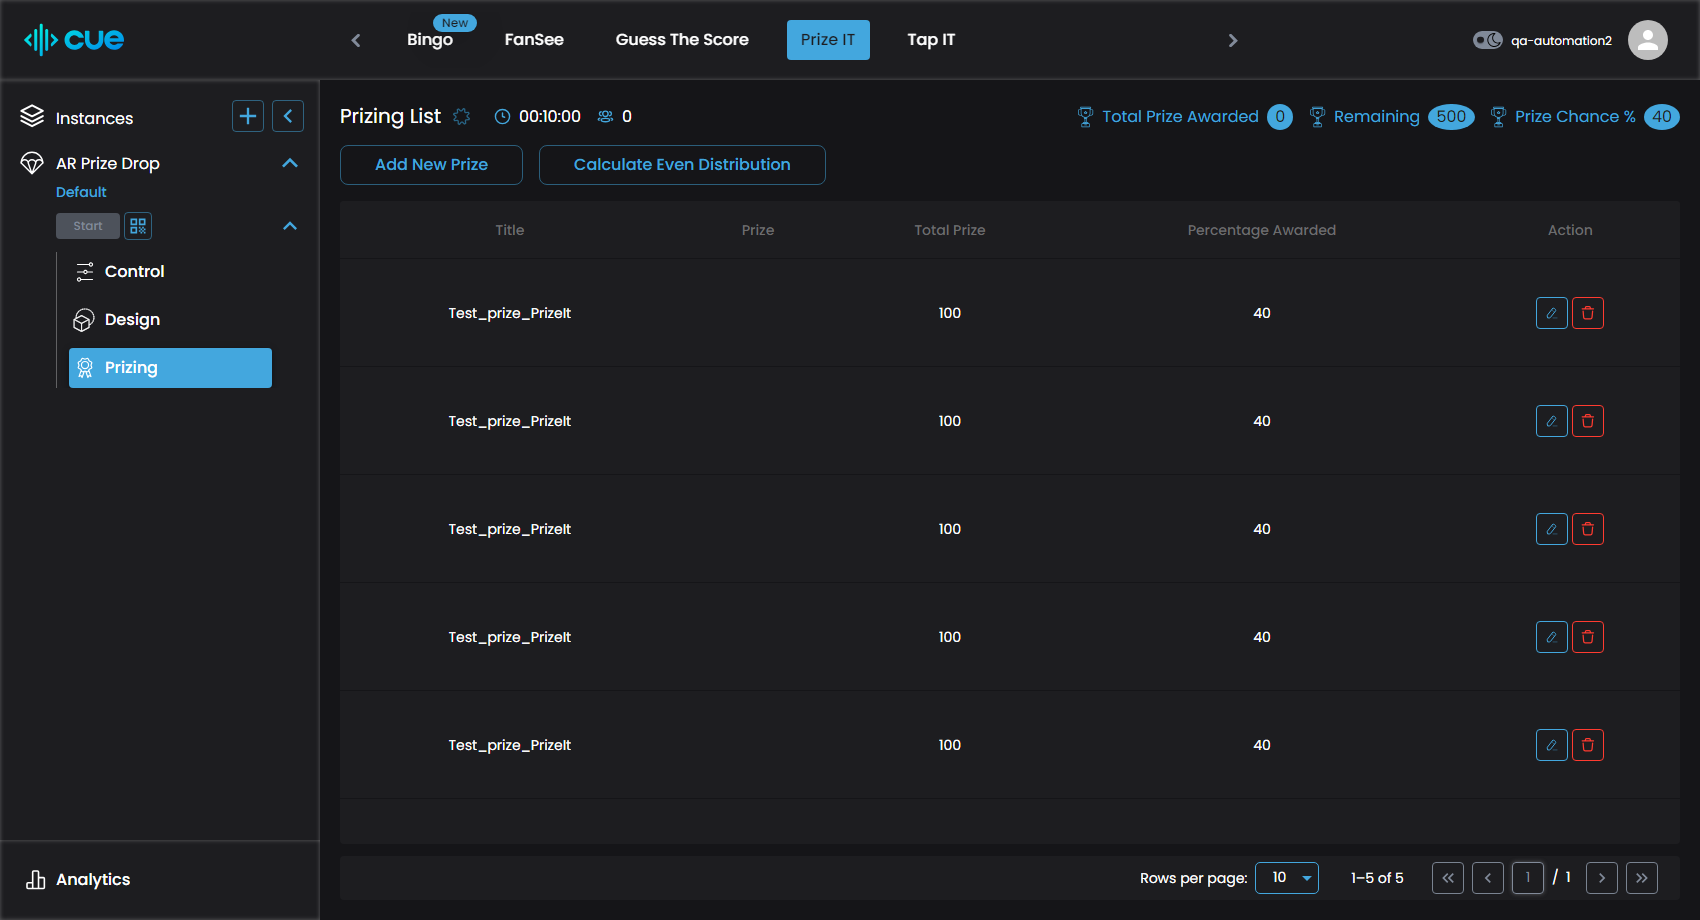 cue
New
Bingo
FanSee
Guess The Score
Prize IT
Tap IT
qa-automation2
Instances
AR Prize Drop
Default
Start
Control
Design
Prizing
Analytics
Prizing List 00:10:00 0
Total Prize Awarded 0 Remaining 500 Prize Chance % 40
Add New Prize Calculate Even Distribution
Title Prize Total Prize Percentage Awarded Action
Test_prize_PrizeIt 100 40
Test_prize_PrizeIt 100 40
Test_prize_PrizeIt 100 40
Test_prize_PrizeIt 100 40
Test_prize_PrizeIt 100 40
Rows per page: 10 1–5 of 5 1 / 1